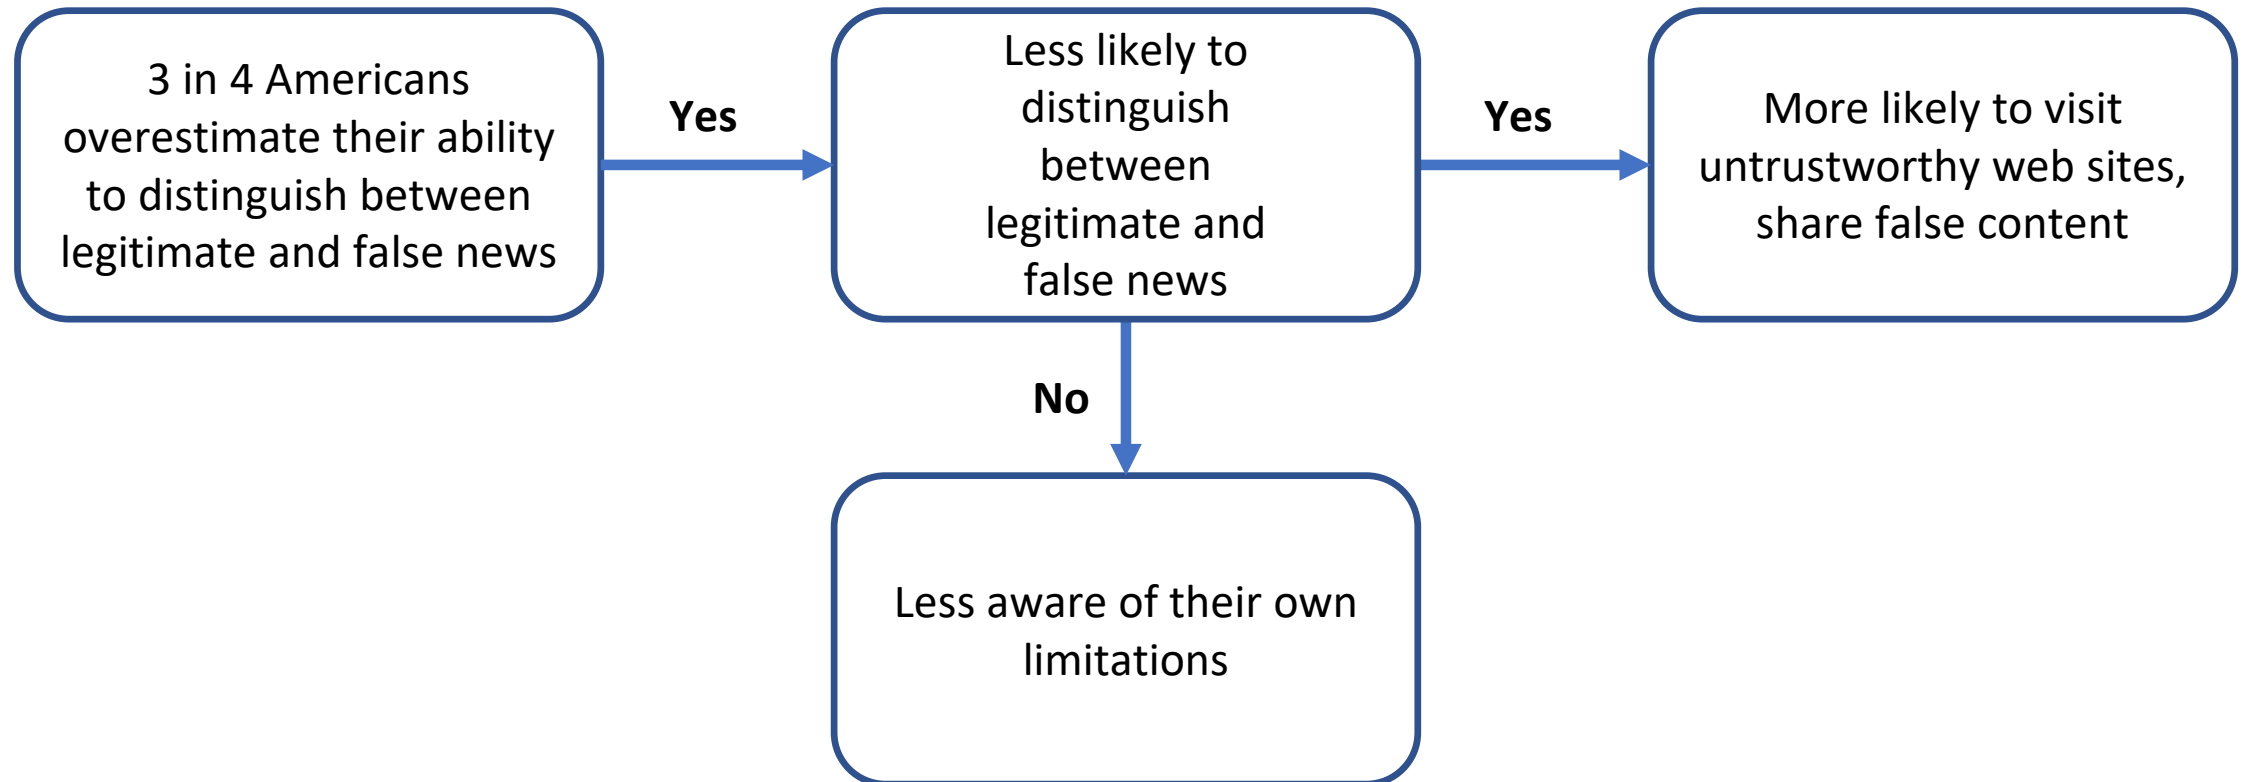 3 in 4 Americans
overestimate their ability
to distinguish between
legitimate and false news
Yes
Less likely to
distinguish
between
legitimate and
false news
Yes
More likely to visit
untrustworthy web sites,
share false content
No
Less aware of their own
limitations